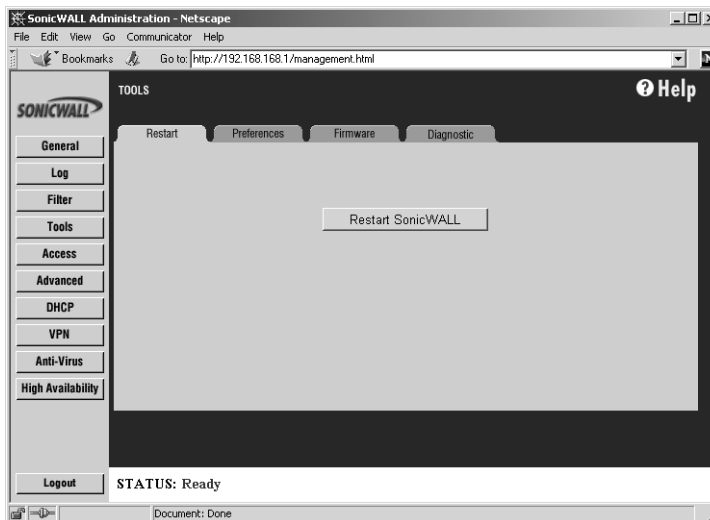 SonicWALL Administration - Netscape
File Edit View Go Communicator Help
Bookmarks Go to: http://192.168.168.1/management.html
SONICWALL
TOOLS
? Help
Restart Preferences Firmware Diagnostic
General
Log
Filter
Tools
Access
Advanced
DHCP
VPN
Anti-Virus
High Availability
Restart SonicWALL
Logout
STATUS: Ready
Document: Done